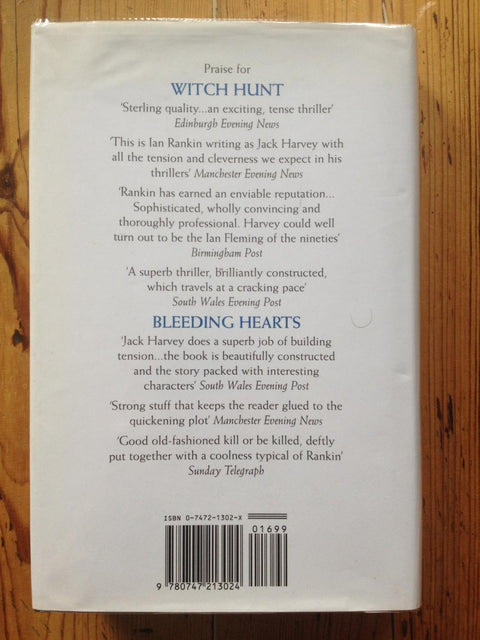 Praise for
WITCH HUNT
'Sterling quality...an exciting, tense thriller'
Edinburgh Evening News
'This is Ian Rankin writing as Jack Harvey with
all the tension and cleverness we expect in his
thrillers' Manchester Evening News
'Rankin has earned an enviable reputation...
Sophisticated, wholly convincing and
thoroughly professional. Harvey could well
turn out to be the Ian Fleming of the nineties'
Birmingham Post
'A superb thriller, brilliantly constructed,
which travels at a cracking pace'
South Wales Evening Post
BLEEDING HEARTS
'Jack Harvey does a superb job of building
tension...the book is beautifully constructed
and the story packed with interesting
characters' South Wales Evening Post
'Strong stuff that keeps the reader glued to the
quickening plot' Manchester Evening News
'Good old-fashioned kill or be killed, deftly
put together with a coolness typical of Rankin'
Sunday Telegraph
ISBN 0-7472-1302-X
01699
9 780747 213024